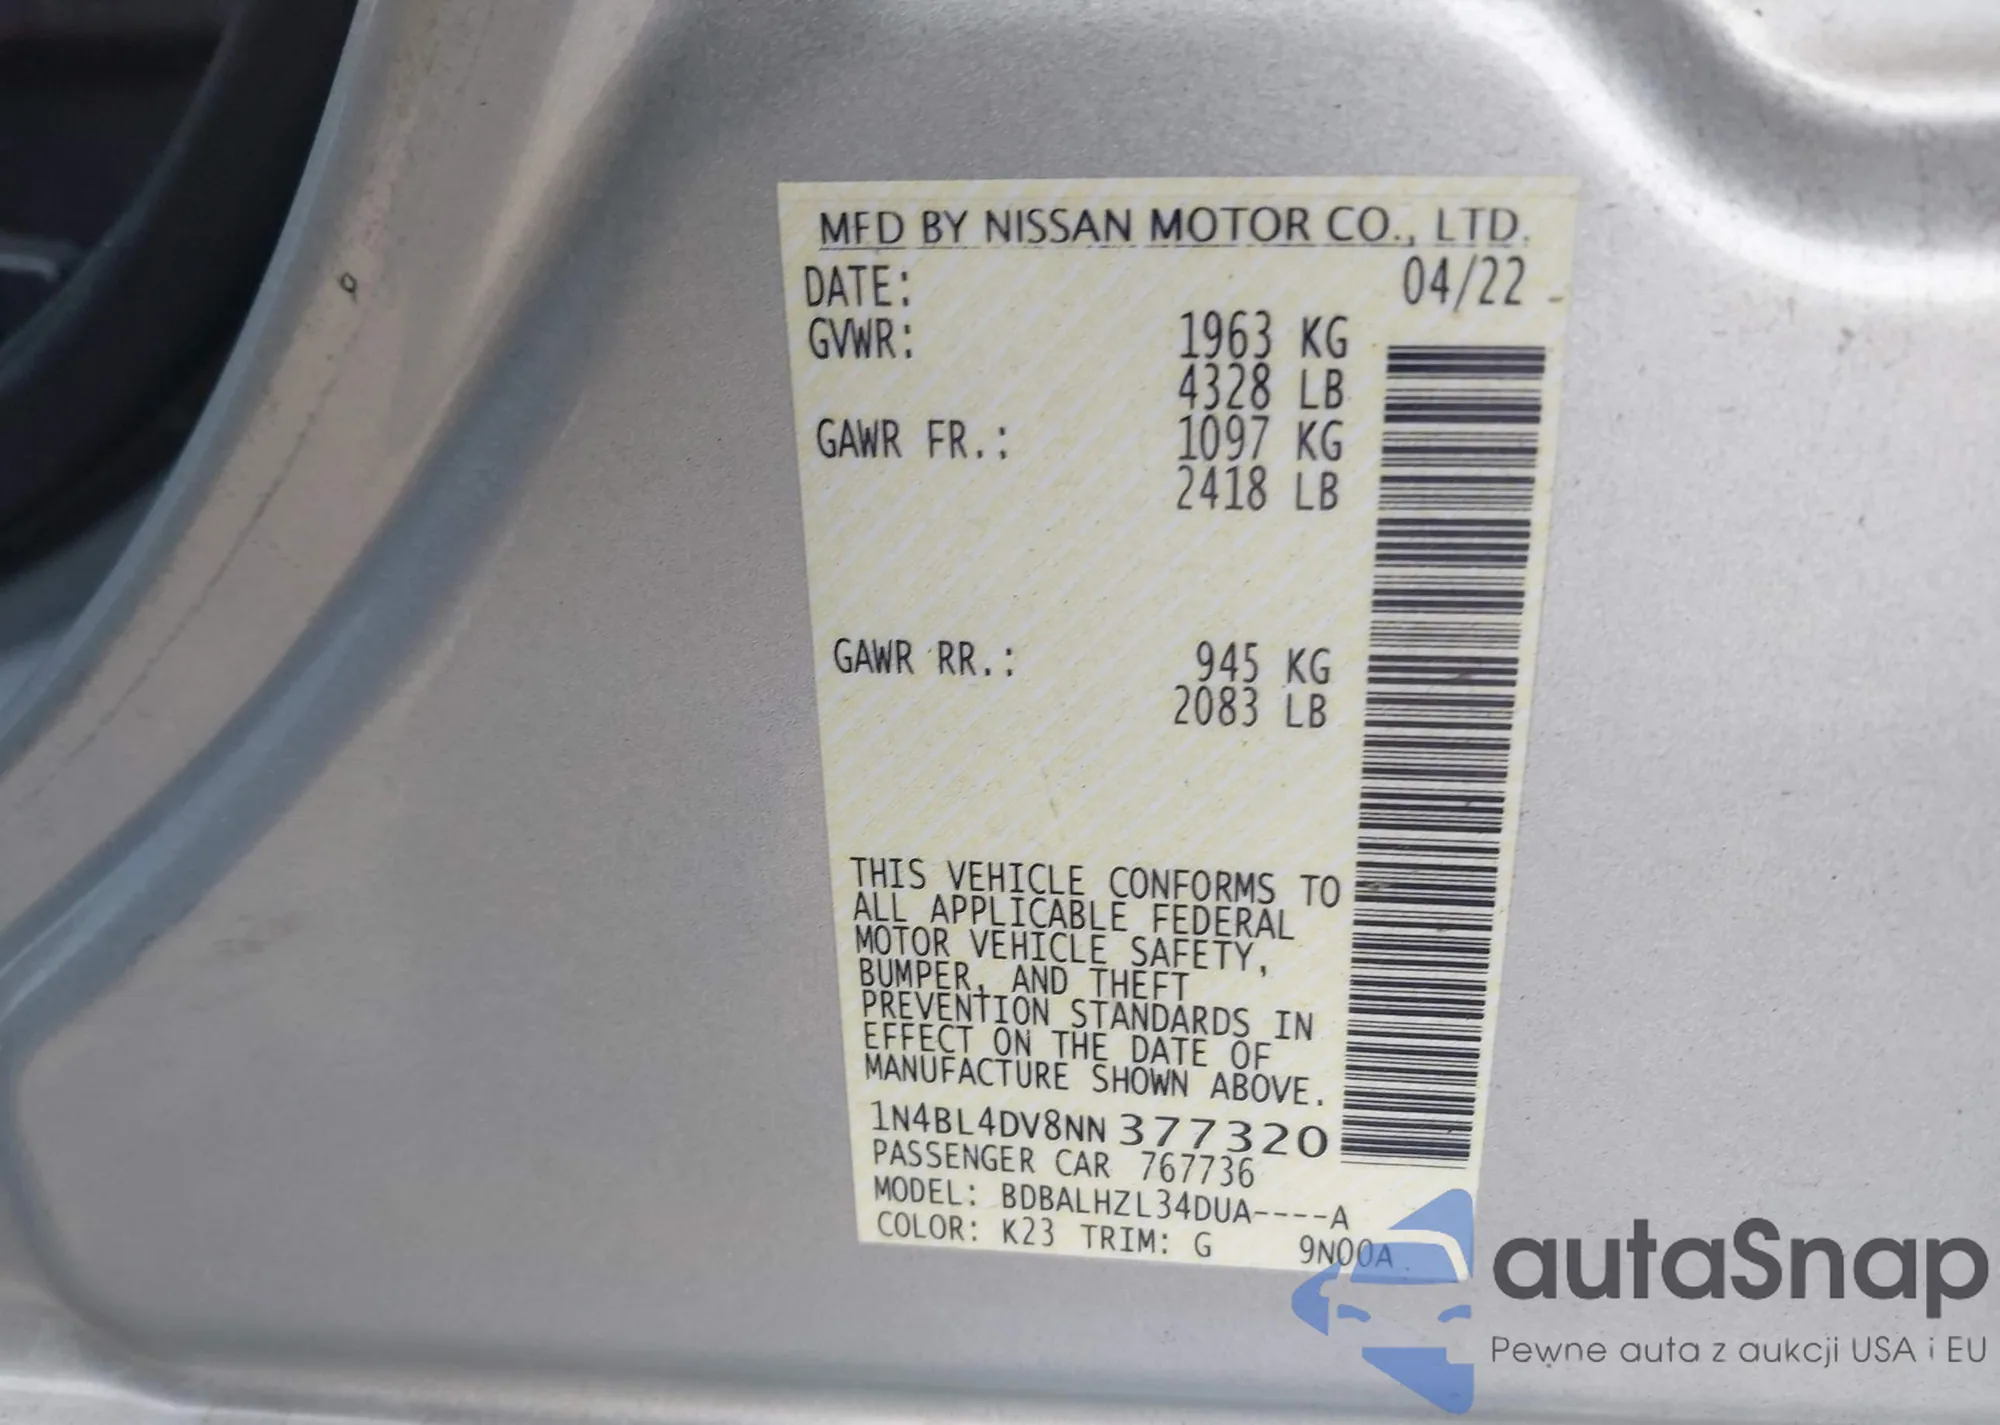 MFD BY NISSAN MOTOR CO., LTD.
DATE: 04/22
GVWR: 1963 KG
4328 LB
GAWR FR.: 1097 KG
2418 LB
GAWR RR.: 945 KG
2083 LB
THIS VEHICLE CONFORMS TO
ALL APPLICABLE FEDERAL
MOTOR VEHICLE SAFETY,
BUMPER, AND THEFT
PREVENTION STANDARDS IN
EFFECT ON THE DATE OF
MANUFACTURE SHOWN ABOVE.
1N4BL4DV8NN377320
PASSENGER CAR 767736
MODEL: BDBALHZL34DUA----A
COLOR: K23 TRIM: G 9N00A
autaSnap
Pewne auta z aukcji USA i EU